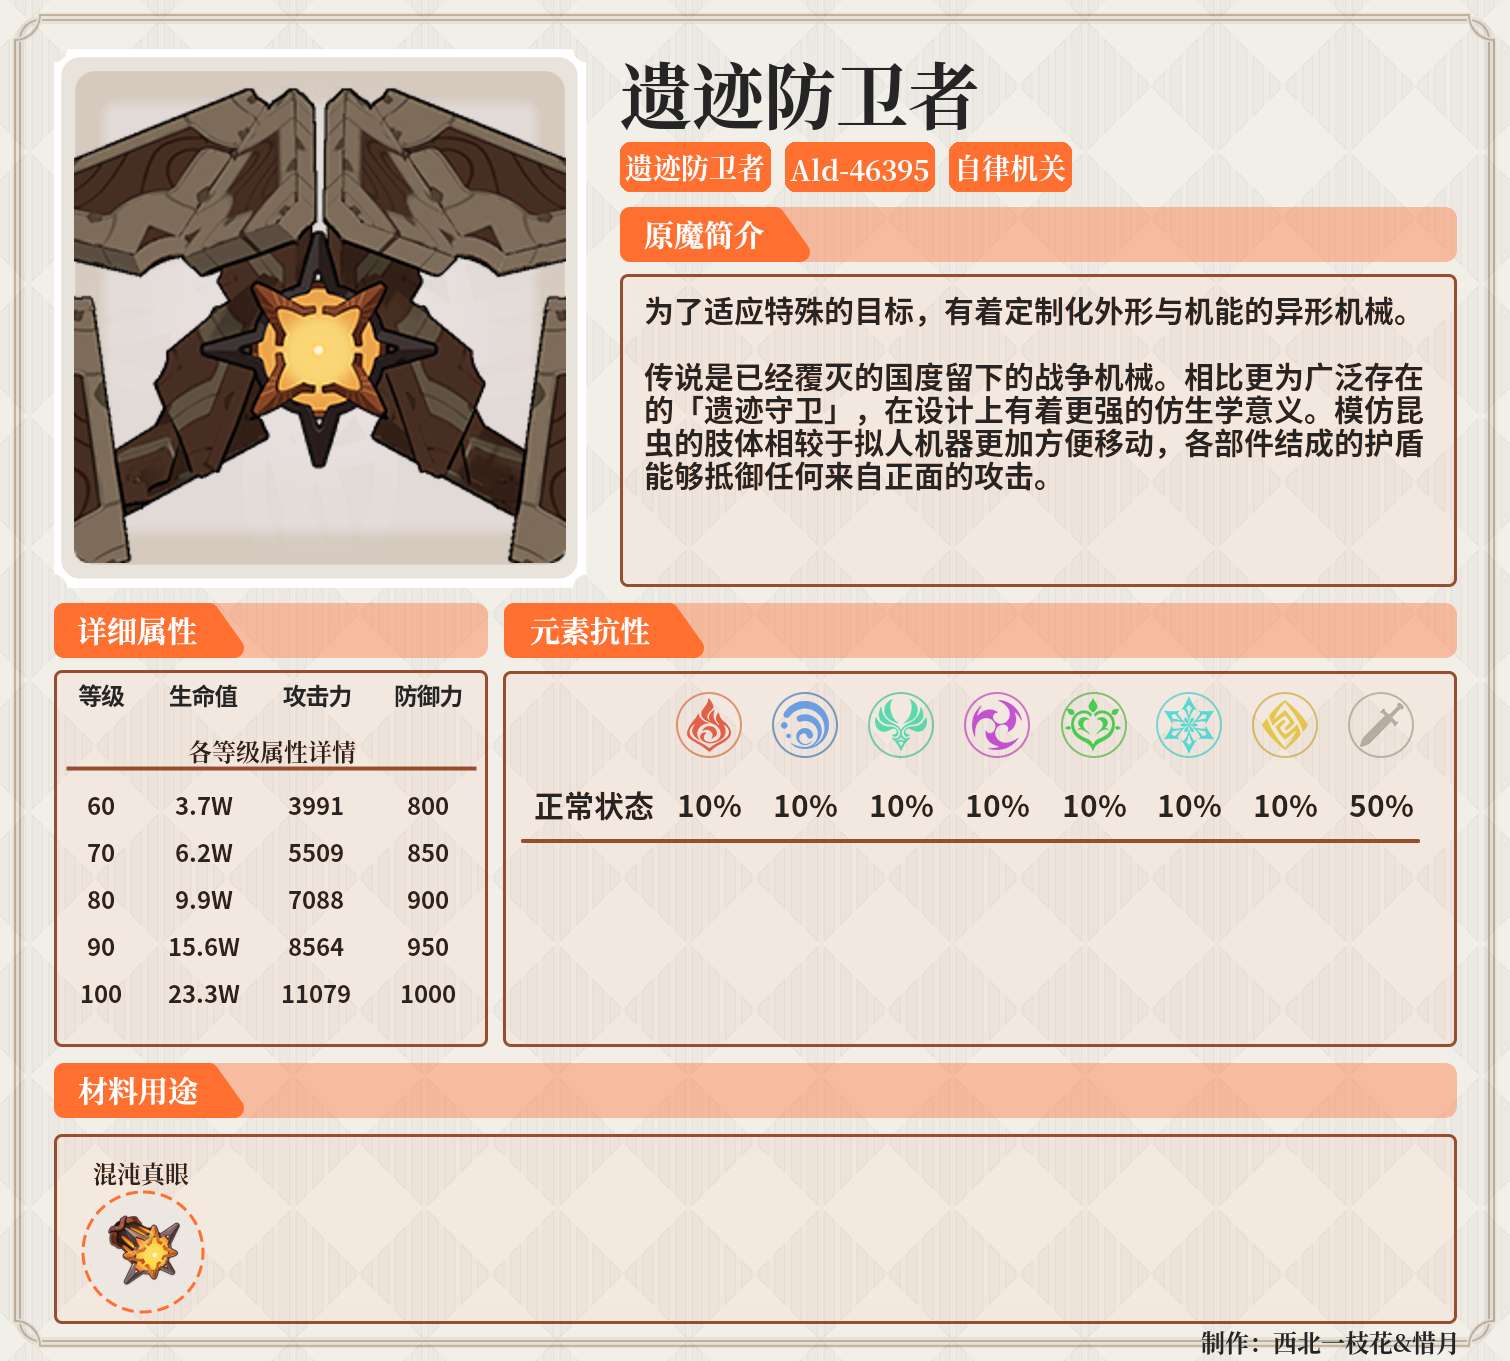 遗迹防卫者
遗迹防卫者 Ald-46395 自律机关
原魔简介
为了适应特殊的目标，有着定制化外形与机能的异形机械。
传说是已经覆灭的国度留下的战争机械。相比更为广泛存在
的「遗迹守卫」，在设计上有着更强的仿生学意义。模仿昆
虫的肢体相较于拟人机器更加方便移动，各部件结成的护盾
能够抵御任何来自正面的攻击。
详细属性
等级 生命值 攻击力 防御力
各等级属性详情
60 3.7W 3991 800
70 6.2W 5509 850
80 9.9W 7088 900
90 15.6W 8564 950
100 23.3W 11079 1000
元素抗性
正常状态 10% 10% 10% 10% 10% 10% 10% 50%
材料用途
混沌真眼
制作：西北一枝花&惜月